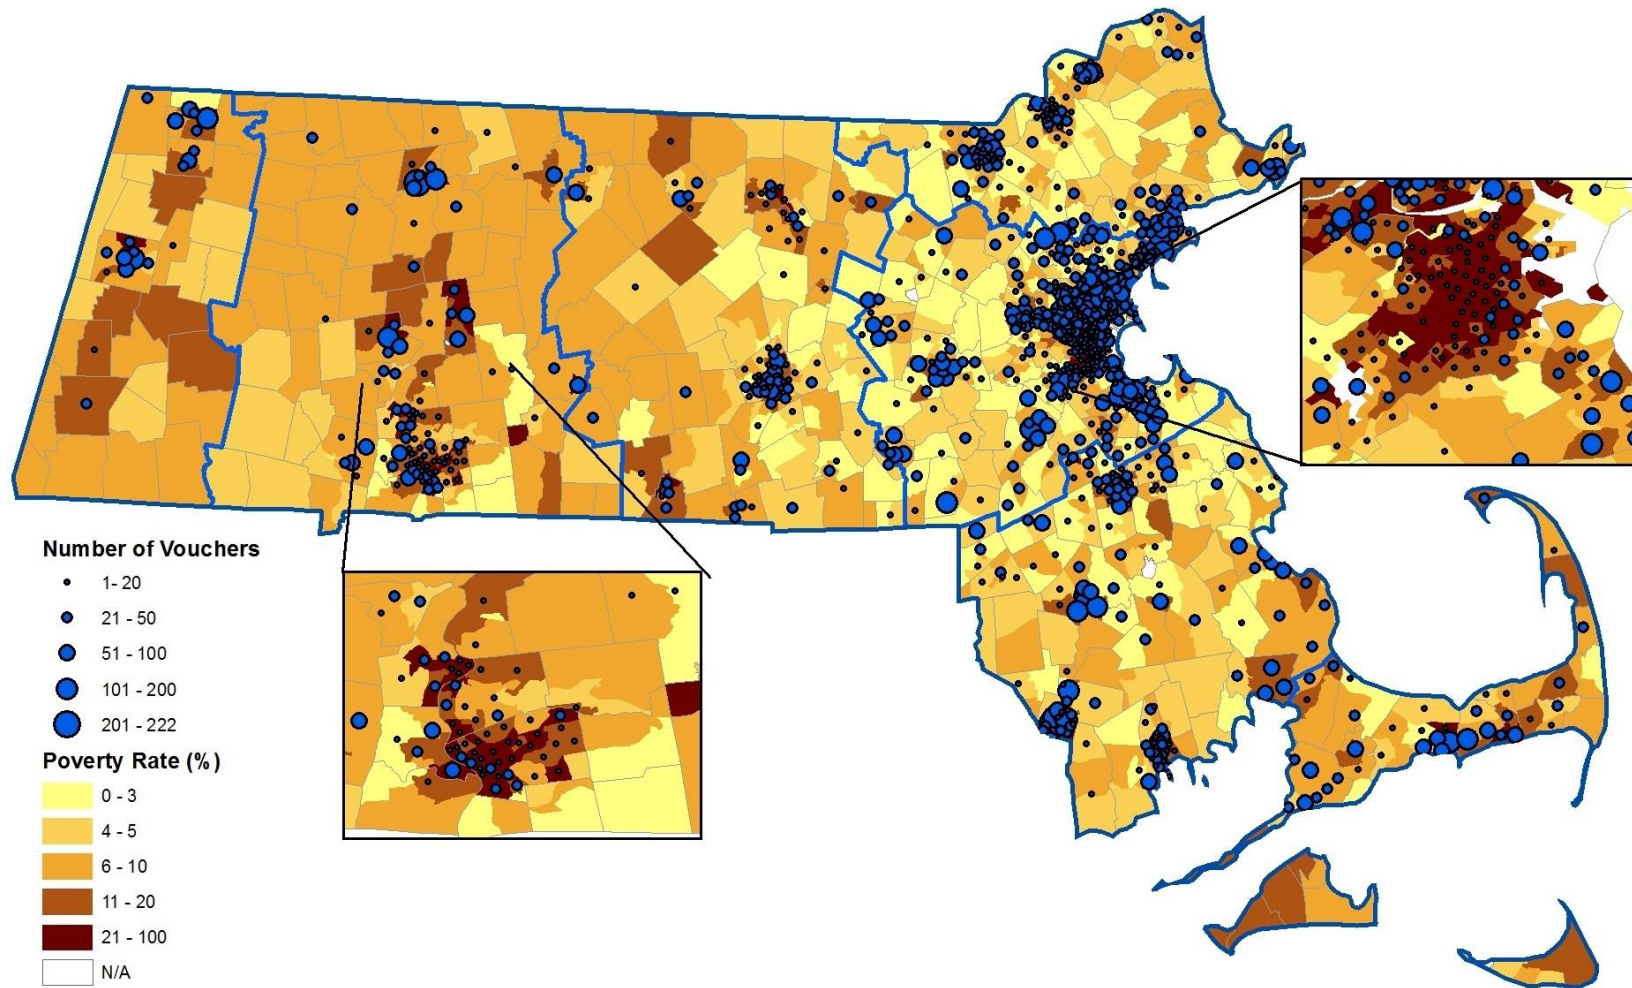 Number of Vouchers
1- 20
21 - 50
51 - 100
101 - 200
201 - 222
Poverty Rate (%)
0 - 3
4 - 5
6 - 10
11 - 20
21 - 100
N/A